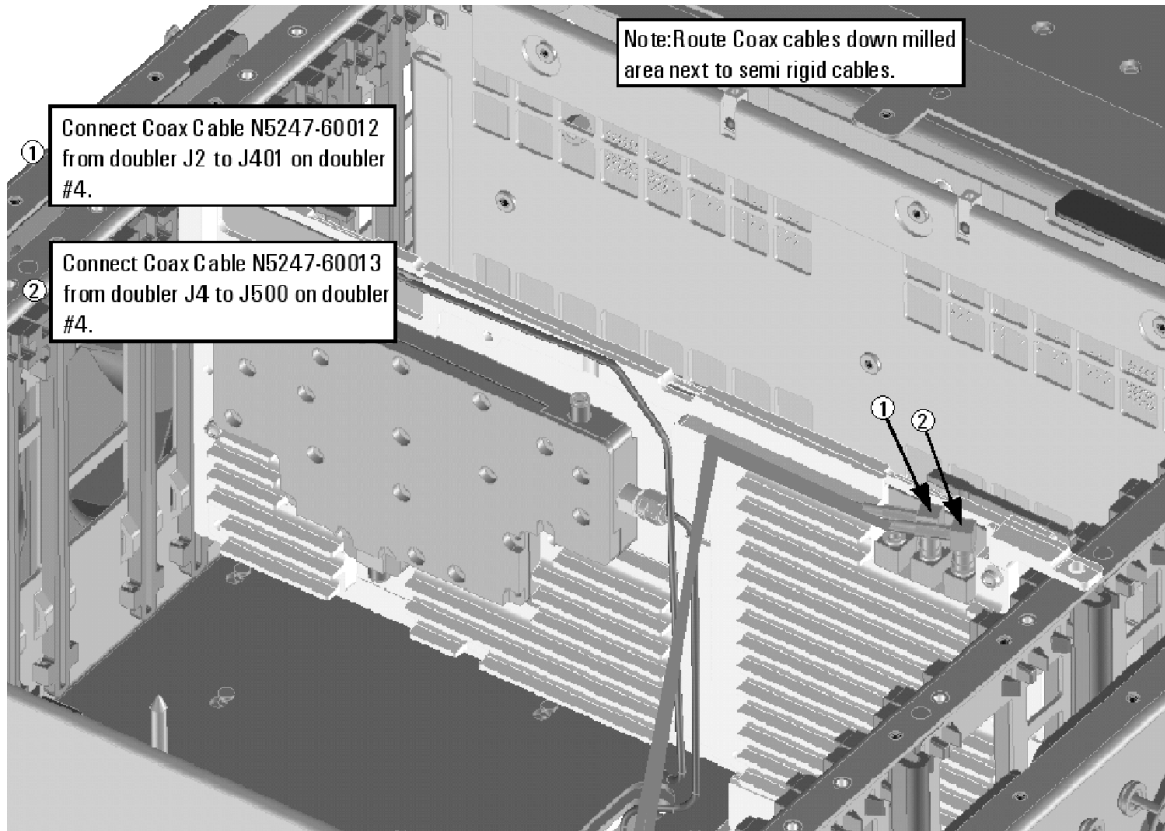 Note:Route Coax cables down milled
area next to semi rigid cables.
1
Connect Coax Cable N5247-60012
from doubler J2 to J401 on doubler
#4.
2
Connect Coax Cable N5247-60013
from doubler J4 to J500 on doubler
#4.
1 2